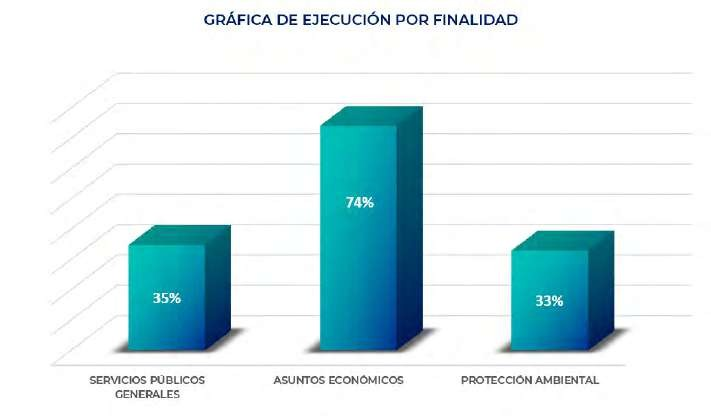 GRÁFICA DE EJECUCIÓN POR FINALIDAD
74%
35%
33%
SERVICIOS PÚBLICOS
GENERALES
ASUNTOS ECONÓMICOS
PROTECCIÓN AMBIENTAL